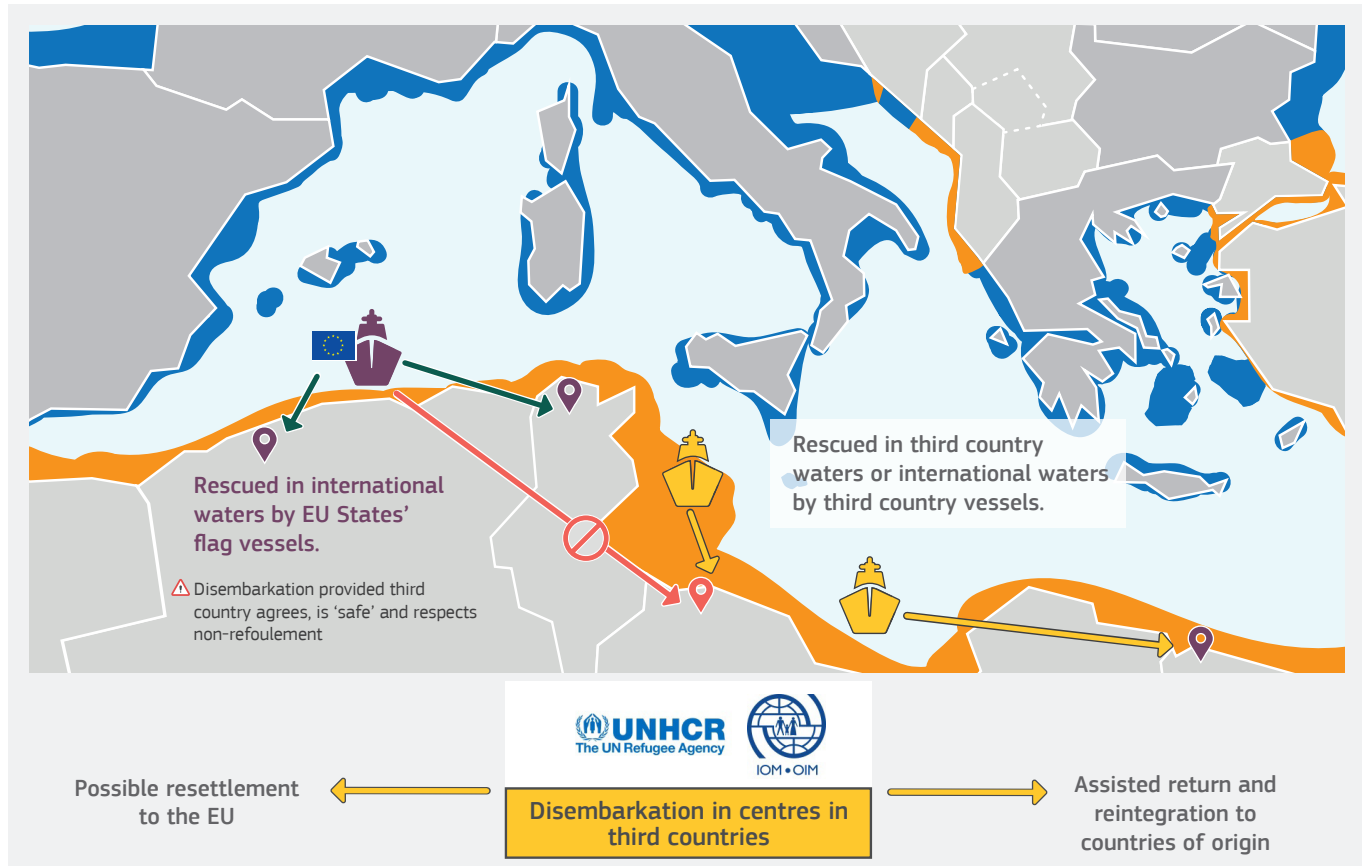 Rescued in third country
waters or international waters
by third country vessels.
Rescued in international
waters by EU States’
flag vessels.
Disembarkation provided third
country agrees, is ‘safe’ and respects
non-refoulement
UNHCR
The UN Refugee Agency
IOM • OIM
Possible resettlement
to the EU
Disembarkation in centres in
third countries
Assisted return and
reintegration to
countries of origin